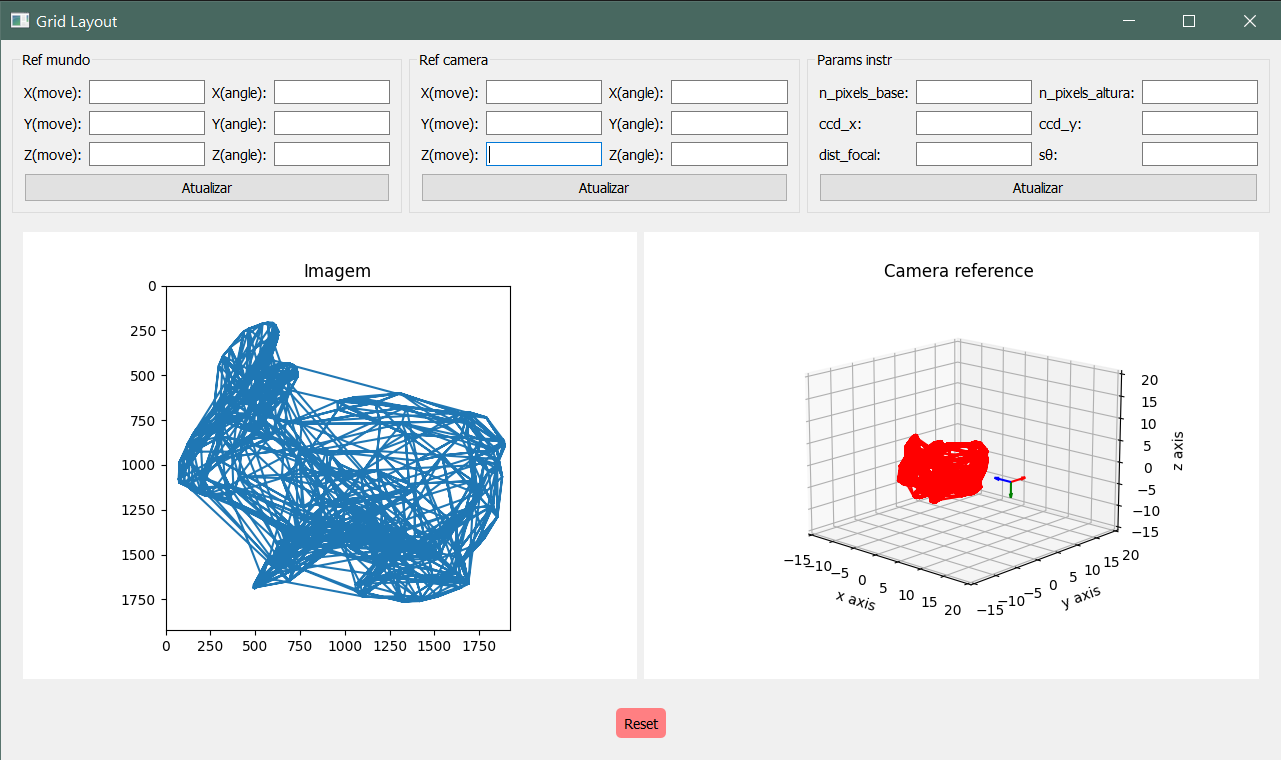 Grid Layout
Ref mundo
X(move): X(angle):
Y(move): Y(angle):
Z(move): Z(angle):
Atualizar
Ref camera
X(move): X(angle):
Y(move): Y(angle):
Z(move): Z(angle):
Atualizar
Params instr
n_pixels_base: n_pixels_altura:
ccd_x: ccd_y:
dist_focal: sθ:
Atualizar
Imagem
0
250
500
750
1000
1250
1500
1750
0 250 500 750 1000 1250 1500 1750
Camera reference
20
15
10
5
0
−5
−10
−15
z axis
−15 −10 −5 0 5 10 15 20
x axis
−15 −10 −5 0 5 10 15 20
y axis
Reset